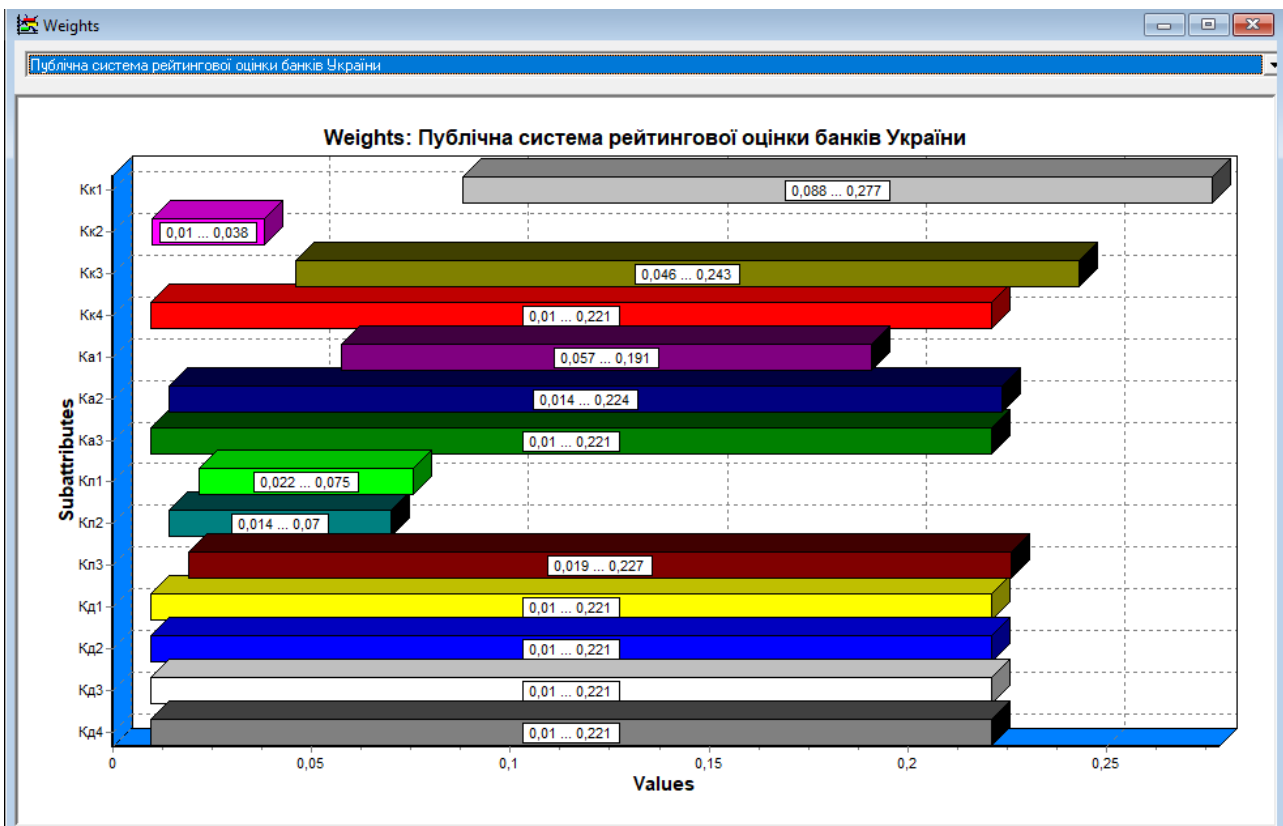 Weights
Публічна система рейтингової оцінки банків України
Weights: Публічна система рейтингової оцінки банків України
Кк1
0,088 ... 0,277
Кк2
0,01 ... 0,038
Кк3
0,046 ... 0,243
Кк4
0,01 ... 0,221
Ка1
0,057 ... 0,191
Ка2
0,014 ... 0,224
Ка3
0,01 ... 0,221
Кл1
0,022 ... 0,075
Кл2
0,014 ... 0,07
Кл3
0,019 ... 0,227
Кд1
0,01 ... 0,221
Кд2
0,01 ... 0,221
Кд3
0,01 ... 0,221
Кд4
0,01 ... 0,221
Subattributes
0 0,05 0,1 0,15 0,2 0,25
Values